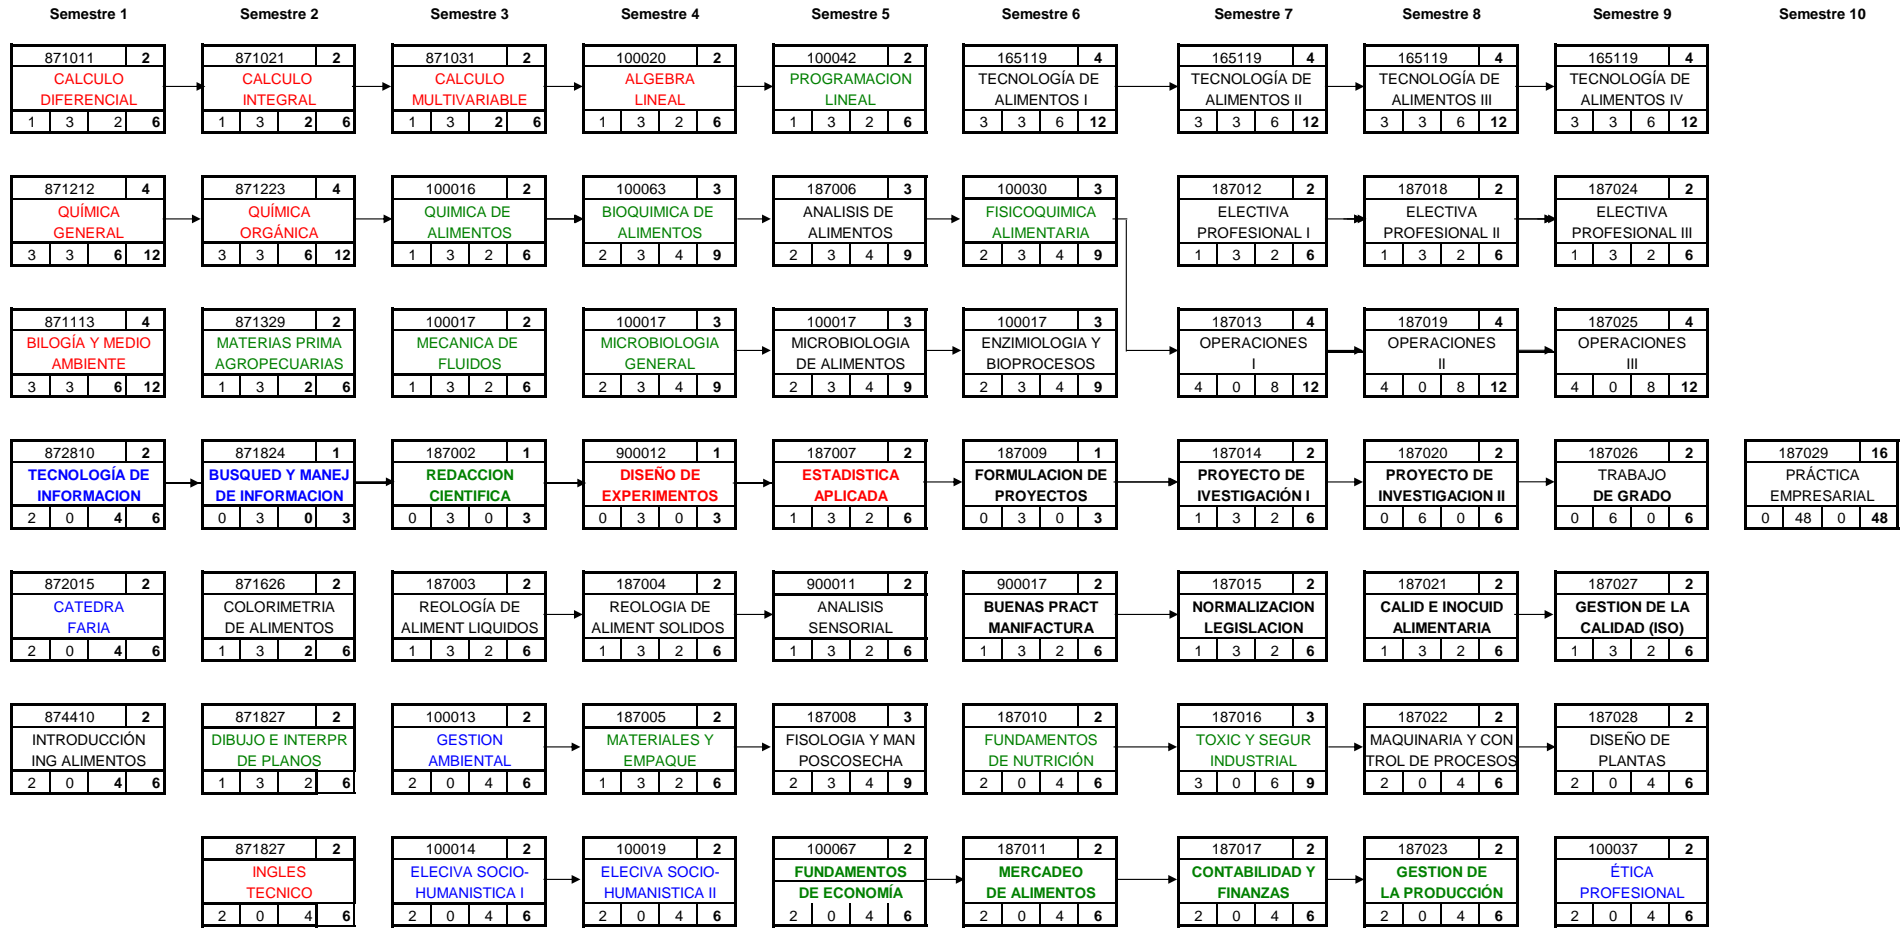 Semestre 1 Semestre 2 Semestre 3 Semestre 4 Semestre 5 Semestre 6 Semestre 7 Semestre 8 Semestre 9 Semestre 10
871011 2 871021 2 871031 2 100020 2 100042 2 165119 4 165119 4 165119 4 165119 4
CALCULO CALCULO CALCULO ALGEBRA PROGRAMACION TECNOLOGÍA DE TECNOLOGÍA DE TECNOLOGÍA DE TECNOLOGÍA DE
DIFERENCIAL INTEGRAL MULTIVARIABLE LINEAL LINEAL ALIMENTOS I ALIMENTOS II ALIMENTOS III ALIMENTOS IV
1 3 2 6 1 3 2 6 1 3 2 6 1 3 2 6 1 3 2 6 3 3 6 12 3 3 6 12 3 3 6 12 3 3 6 12
871212 4 871223 4 100016 2 100063 3 187006 3 100030 3 187012 2 187018 2 187024 2
QUÍMICA QUÍMICA QUIMICA DE BIOQUIMICA DE ANALISIS DE FISICOQUIMICA ELECTIVA ELECTIVA ELECTIVA
GENERAL ORGÁNICA ALIMENTOS ALIMENTOS ALIMENTOS ALIMENTARIA PROFESIONAL I PROFESIONAL II PROFESIONAL III
3 3 6 12 3 3 6 12 1 3 2 6 2 3 4 9 2 3 4 9 2 3 4 9 1 3 2 6 1 3 2 6 1 3 2 6
871113 4 871329 2 100017 2 100017 3 100017 3 100017 3 187013 4 187019 4 187025 4
BILOGÍA Y MEDIO MATERIAS PRIMA MECANICA DE MICROBIOLOGIA MICROBIOLOGIA ENZIMIOLOGIA Y OPERACIONES OPERACIONES OPERACIONES
AMBIENTE AGROPECUARIAS FLUIDOS GENERAL DE ALIMENTOS BIOPROCESOS I II III
3 3 6 12 1 3 2 6 1 3 2 6 2 3 4 9 2 3 4 9 2 3 4 9 4 0 8 12 4 0 8 12 4 0 8 12
872810 2 871824 1 187002 1 900012 1 187007 2 187009 1 187014 2 187020 2 187026 2 187029 16
TECNOLOGÍA DE BUSQUED Y MANEJ REDACCION DISEÑO DE ESTADISTICA FORMULACION DE PROYECTO DE PROYECTO DE TRABAJO PRÁCTICA
INFORMACION DE INFORMACION CIENTIFICA EXPERIMENTOS APLICADA PROYECTOS IVESTIGACIÓN I INVESTIGACION II DE GRADO EMPRESARIAL
2 0 4 6 0 3 0 3 0 3 0 3 0 3 0 3 1 3 2 6 0 3 0 3 1 3 2 6 0 6 0 6 0 6 0 6 0 48 0 48
872015 2 871626 2 187003 2 187004 2 900011 2 900017 2 187015 2 187021 2 187027 2
CATEDRA COLORIMETRIA REOLOGÍA DE REOLOGIA DE ANALISIS BUENAS PRACT NORMALIZACION CALID E INOCUID GESTION DE LA
FARIA DE ALIMENTOS ALIMENT LIQUIDOS ALIMENT SOLIDOS SENSORIAL MANIFACTURA LEGISLACION ALIMENTARIA CALIDAD (ISO)
2 0 4 6 1 3 2 6 1 3 2 6 1 3 2 6 1 3 2 6 1 3 2 6 1 3 2 6 1 3 2 6 1 3 2 6
874410 2 871827 2 100013 2 187005 2 187008 3 187010 2 187016 3 187022 2 187028 2
INTRODUCCIÓN DIBUJO E INTERPR GESTION MATERIALES Y FISOLOGIA Y MAN FUNDAMENTOS TOXIC Y SEGUR MAQUINARIA Y CON DISEÑO DE
ING ALIMENTOS DE PLANOS AMBIENTAL EMPAQUE POSCOSECHA DE NUTRICIÓN INDUSTRIAL TROL DE PROCESOS PLANTAS
2 0 4 6 1 3 2 6 2 0 4 6 1 3 2 6 2 3 4 9 2 0 4 6 3 0 6 9 2 0 4 6 2 0 4 6
871827 2 100014 2 100019 2 100067 2 187011 2 187017 2 187023 2 100037 2
INGLES ELECIVA SOCIO- ELECIVA SOCIO- FUNDAMENTOS MERCADEO CONTABILIDAD Y GESTION DE ÉTICA
TECNICO HUMANISTICA I HUMANISTICA II DE ECONOMÍA DE ALIMENTOS FINANZAS LA PRODUCCIÓN PROFESIONAL
2 0 4 6 2 0 4 6 2 0 4 6 2 0 4 6 2 0 4 6 2 0 4 6 2 0 4 6 2 0 4 6